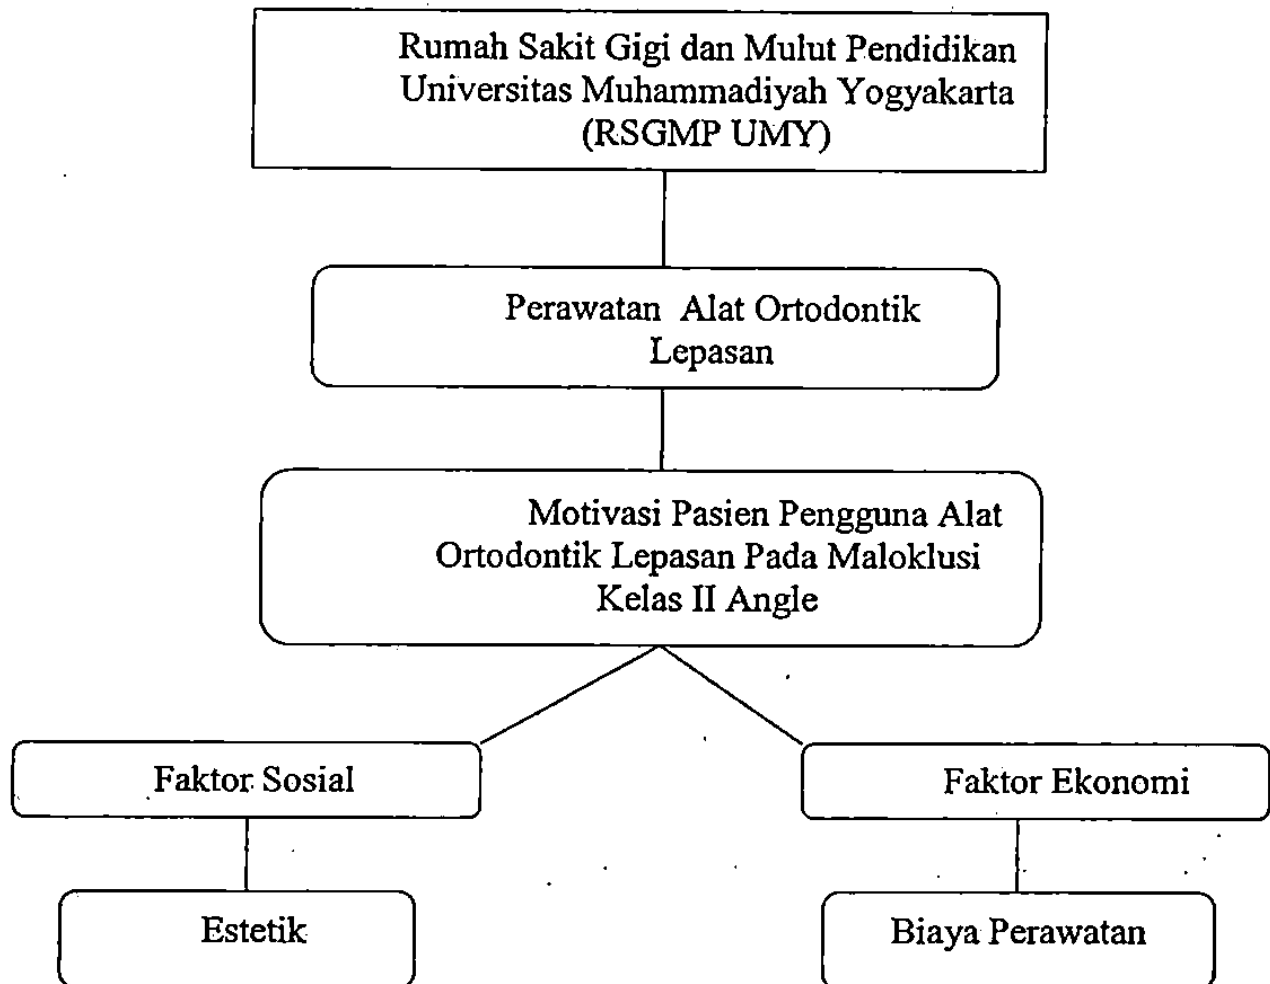 Rumah Sakit Gigi dan Mulut Pendidikan
Universitas Muhammadiyah Yogyakarta
(RSGMP UMY)
Perawatan Alat Ortodontik
Lepasan
Motivasi Pasien Pengguna Alat
Ortodontik Lepasan Pada Maloklusi
Kelas II Angle
Faktor Sosial
Faktor Ekonomi
Estetik
Biaya Perawatan